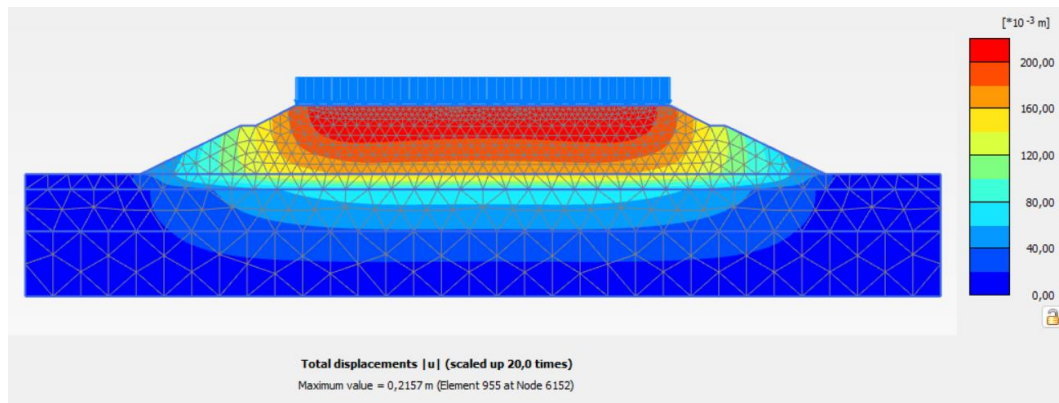 [*10 -3 m]
200,00
160,00
120,00
80,00
40,00
0,00
Total displacements |u| (scaled up 20,0 times)
Maximum value = 0,2157 m (Element 955 at Node 6152)